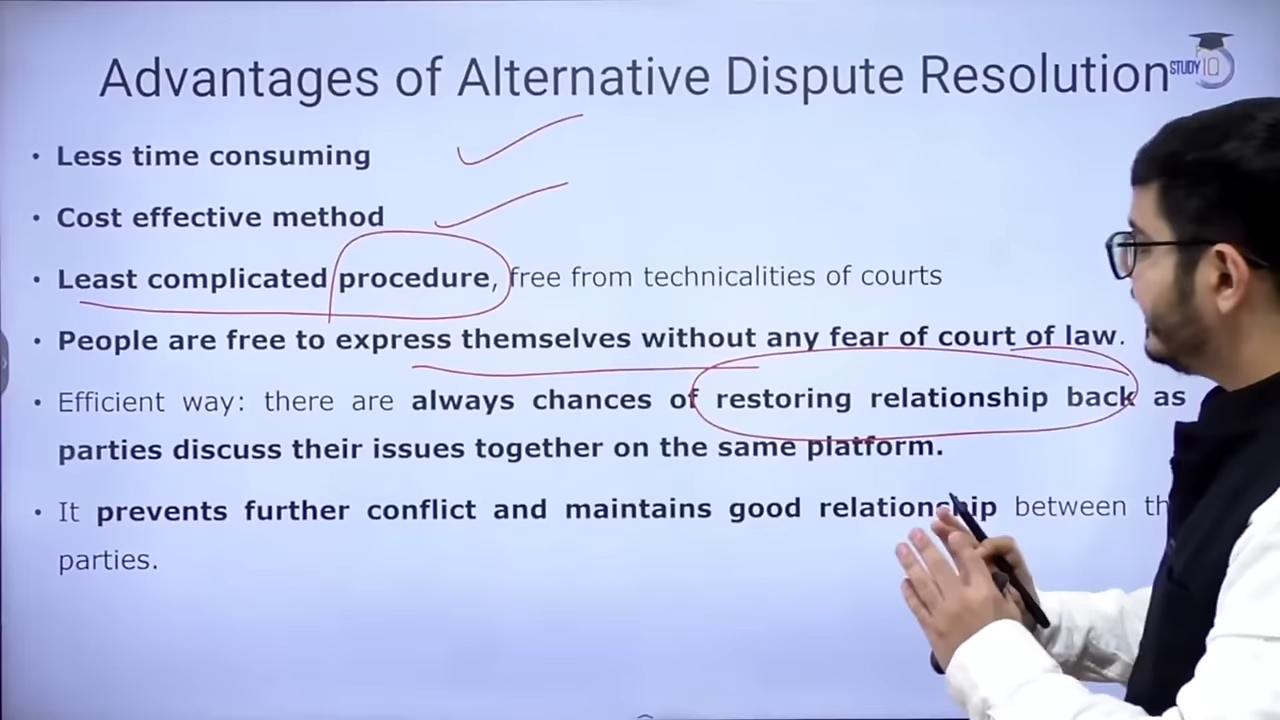 Advantages of Alternative Dispute Resolution
STUDY IQ
• Less time consuming
• Cost effective method
• Least complicated procedure, free from technicalities of courts
• People are free to express themselves without any fear of court of law.
• Efficient way: there are always chances of restoring relationship back as
parties discuss their issues together on the same platform.
• It prevents further conflict and maintains good relationship between th
parties.